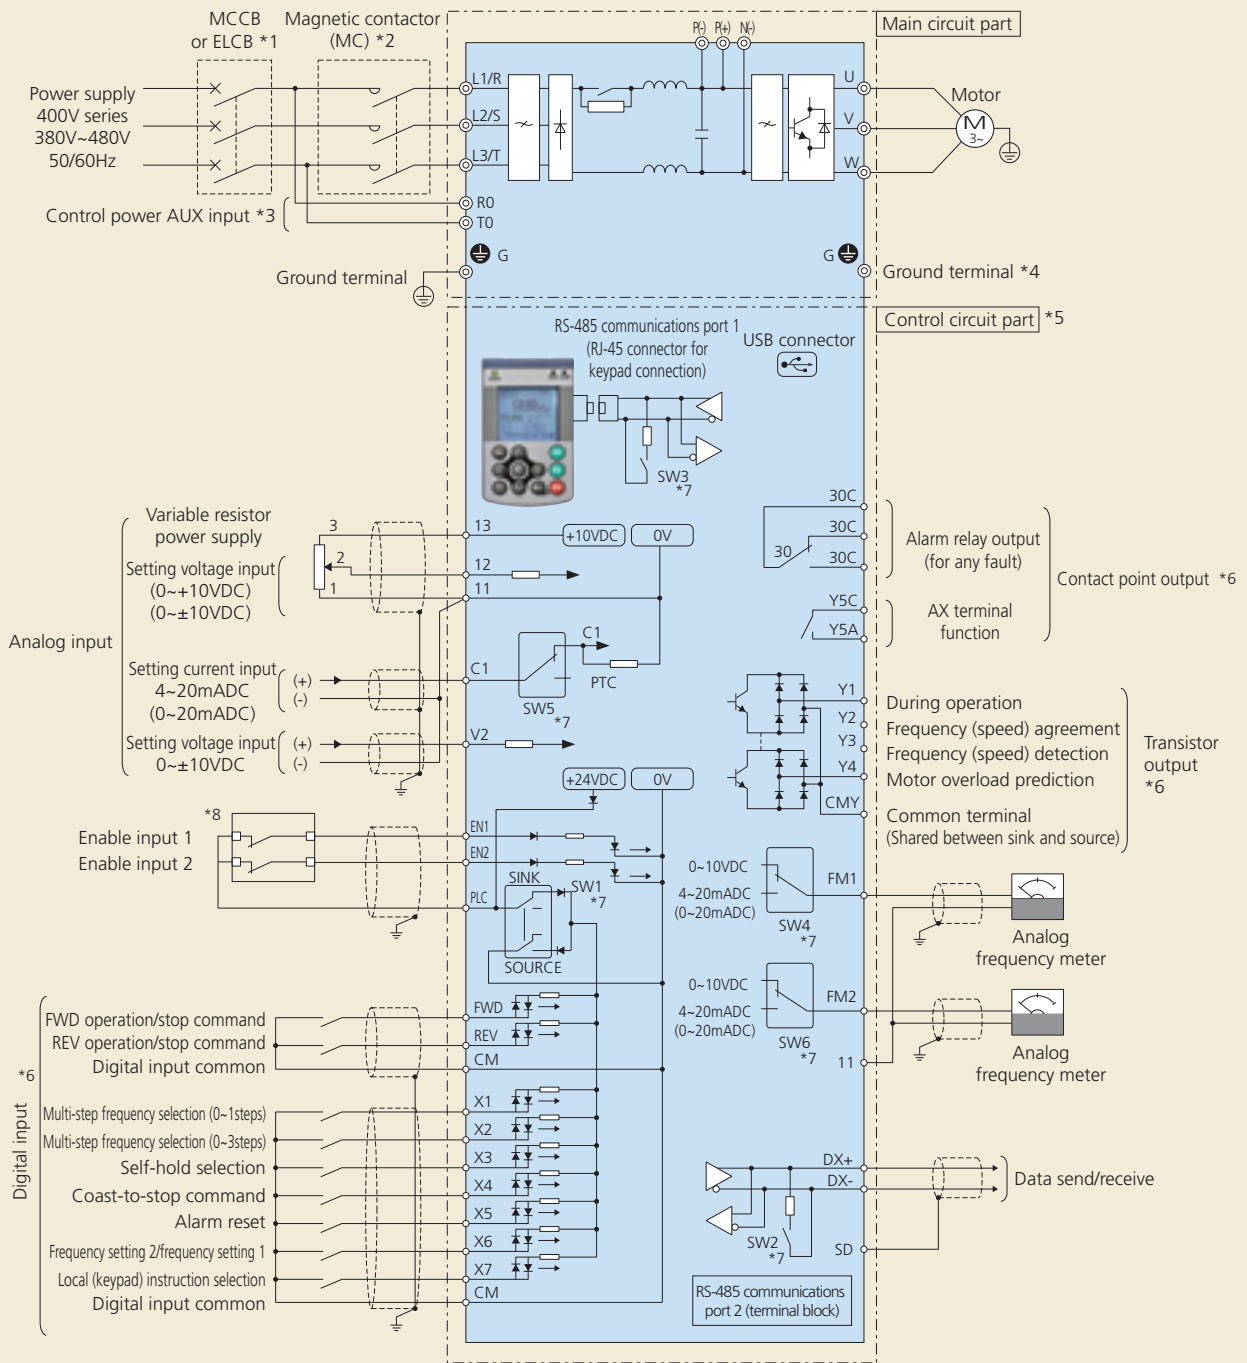 MCCB
or ELCB *1
Magnetic contactor
(MC) *2
P(-) P(+) N(-)
Main circuit part
Power supply
400V series
380V~480V
50/60Hz
L1/R
L2/S
L3/T
U
V
W
Motor
M
3~
Control power AUX input *3
R0
T0
G
G
Ground terminal
Ground terminal *4
Control circuit part *5
RS-485 communications port 1
(RJ-45 connector for
keypad connection)
USB connector
SW3
*7
Analog input
Variable resistor
power supply
3
2
1
Setting voltage input
(0~+10VDC)
(0~±10VDC)
13
12
11
+10VDC
0V
30C
30C
30C
30
Alarm relay output
(for any fault)
Contact point output *6
Y5C
Y5A
AX terminal
function
Setting current input
4~20mADC
(0~20mADC)
(+)
(-)
C1
C1
PTC
SW5
*7
Setting voltage input
0~±10VDC
(+)
(-)
V2
Y1
Y2
Y3
Y4
CMY
During operation
Frequency (speed) agreement
Frequency (speed) detection
Motor overload prediction
Common terminal
(Shared between sink and source)
Transistor
output
*6
+24VDC
0V
*8
Enable input 1
Enable input 2
EN1
EN2
PLC
SINK
SW1
*7
SOURCE
0~10VDC
4~20mADC
(0~20mADC)
SW4
*7
FM1
Analog
frequency meter
0~10VDC
4~20mADC
(0~20mADC)
SW6
*7
FM2
11
Analog
frequency meter
Digital input
*6
FWD operation/stop command
REV operation/stop command
Digital input common
FWD
REV
CM
Multi-step frequency selection (0~1steps)
Multi-step frequency selection (0~3steps)
Self-hold selection
Coast-to-stop command
Alarm reset
Frequency setting 2/frequency setting 1
Local (keypad) instruction selection
Digital input common
X1
X2
X3
X4
X5
X6
X7
CM
DX+
DX-
SD
SW2
*7
Data send/receive
RS-485 communications
port 2 (terminal block)